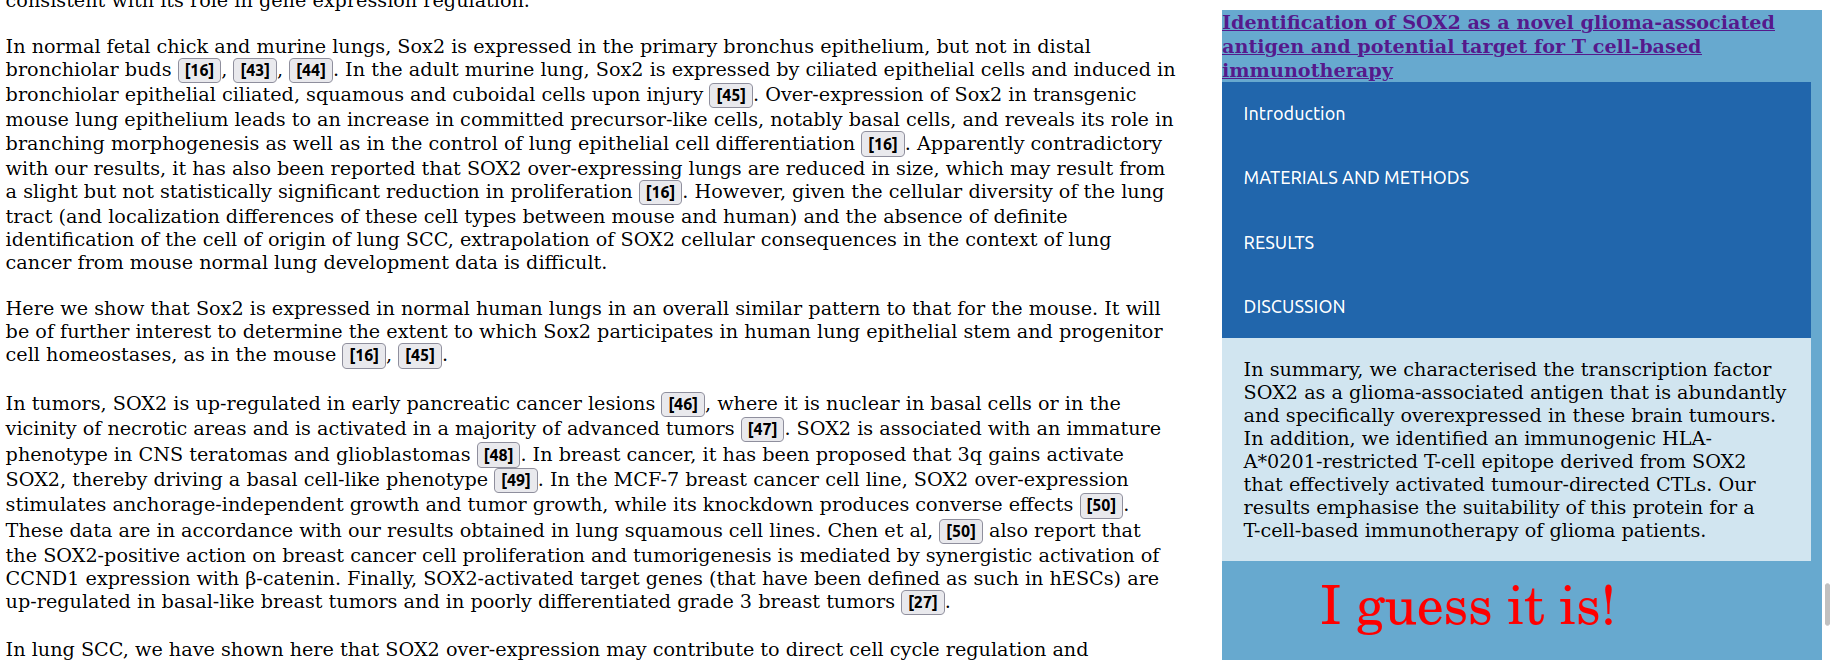 consistent with its role in gene expression regulation.
In normal fetal chick and murine lungs, Sox2 is expressed in the primary bronchus epithelium, but not in distal
bronchiolar buds [16], [43], [44]. In the adult murine lung, Sox2 is expressed by ciliated epithelial cells and induced in
bronchiolar epithelial ciliated, squamous and cuboidal cells upon injury [45]. Over-expression of Sox2 in transgenic
mouse lung epithelium leads to an increase in committed precursor-like cells, notably basal cells, and reveals its role in
branching morphogenesis as well as in the control of lung epithelial cell differentiation [16]. Apparently contradictory
with our results, it has also been reported that SOX2 over-expressing lungs are reduced in size, which may result from
a slight but not statistically significant reduction in proliferation [16]. However, given the cellular diversity of the lung
tract (and localization differences of these cell types between mouse and human) and the absence of definite
identification of the cell of origin of lung SCC, extrapolation of SOX2 cellular consequences in the context of lung
cancer from mouse normal lung development data is difficult.
Here we show that Sox2 is expressed in normal human lungs in an overall similar pattern to that for the mouse. It will
be of further interest to determine the extent to which Sox2 participates in human lung epithelial stem and progenitor
cell homeostases, as in the mouse [16], [45].
In tumors, SOX2 is up-regulated in early pancreatic cancer lesions [46], where it is nuclear in basal cells or in the
vicinity of necrotic areas and is activated in a majority of advanced tumors [47]. SOX2 is associated with an immature
phenotype in CNS teratomas and glioblastomas [48]. In breast cancer, it has been proposed that 3q gains activate
SOX2, thereby driving a basal cell-like phenotype [49]. In the MCF-7 breast cancer cell line, SOX2 over-expression
stimulates anchorage-independent growth and tumor growth, while its knockdown produces converse effects [50].
These data are in accordance with our results obtained in lung squamous cell lines. Chen et al, [50] also report that
the SOX2-positive action on breast cancer cell proliferation and tumorigenesis is mediated by synergistic activation of
CCND1 expression with β-catenin. Finally, SOX2-activated target genes (that have been defined as such in hESCs) are
up-regulated in basal-like breast tumors and in poorly differentiated grade 3 breast tumors [27].
In lung SCC, we have shown here that SOX2 over-expression may contribute to direct cell cycle regulation and
Identification of SOX2 as a novel glioma-associated
antigen and potential target for T cell-based
immunotherapy
Introduction
MATERIALS AND METHODS
RESULTS
DISCUSSION
In summary, we characterised the transcription factor
SOX2 as a glioma-associated antigen that is abundantly
and specifically overexpressed in these brain tumours.
In addition, we identified an immunogenic HLA-
A*0201-restricted T-cell epitope derived from SOX2
that effectively activated tumour-directed CTLs. Our
results emphasise the suitability of this protein for a
T-cell-based immunotherapy of glioma patients.
I guess it is!